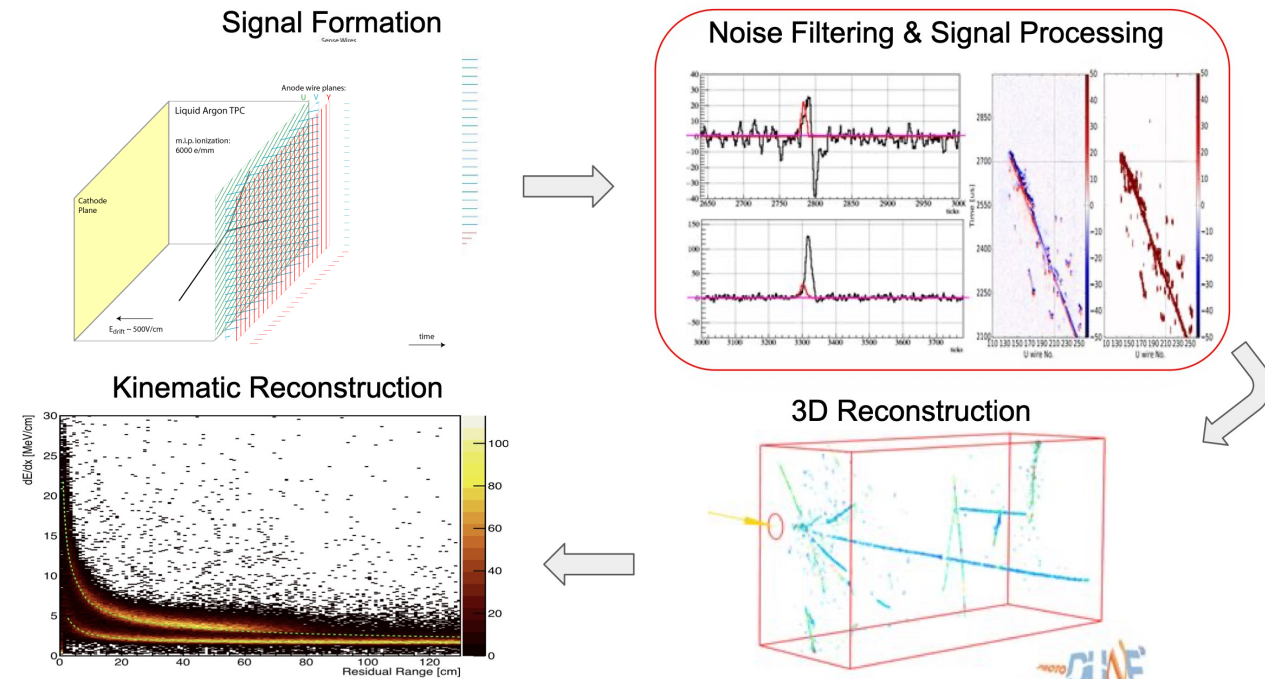 Signal Formation
Sense Wires
Anode wire planes:
U V Y
Liquid Argon TPC
m.i.p. ionization:
6000 e/mm
Cathode
Plane
Edrift ~ 500V/cm
time
Noise Filtering & Signal Processing
40
30
20
10
0
−10
−20
−30
−40
2650 2700 2750 2800 2850 2900 2950 3000
ticks
150
100
50
0
−50
3000 3100 3200 3300 3400 3500 3600 3700
ticks
Time [us]
2850
2700
2550
2400
2250
2100
110 130 150 170 190 210 230 250
U wire No.
50
40
30
20
10
0
−10
−20
−30
−40
−50
10 130 150 170 190 210 230 250
U wire No.
50
40
30
20
10
0
−10
−20
−30
−40
−50
Kinematic Reconstruction
dE/dx [MeV/cm]
30
25
20
15
10
5
0
0 20 40 60 80 100 120
Residual Range [cm]
100
80
60
40
20
0
3D Reconstruction
PROTO
DUNE